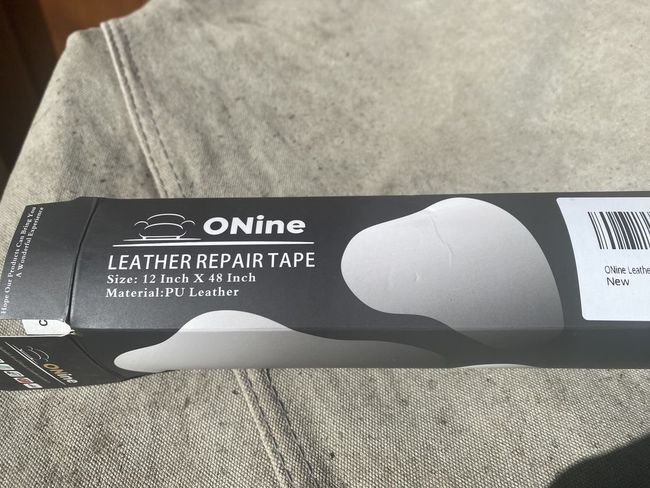 Hope Our Products Can Bring You
A Wonderful Experience
ONine
LEATHER REPAIR TAPE
Size: 12 Inch X 48 Inch
Material:PU Leather
ONine Leathe
New
C
ONine